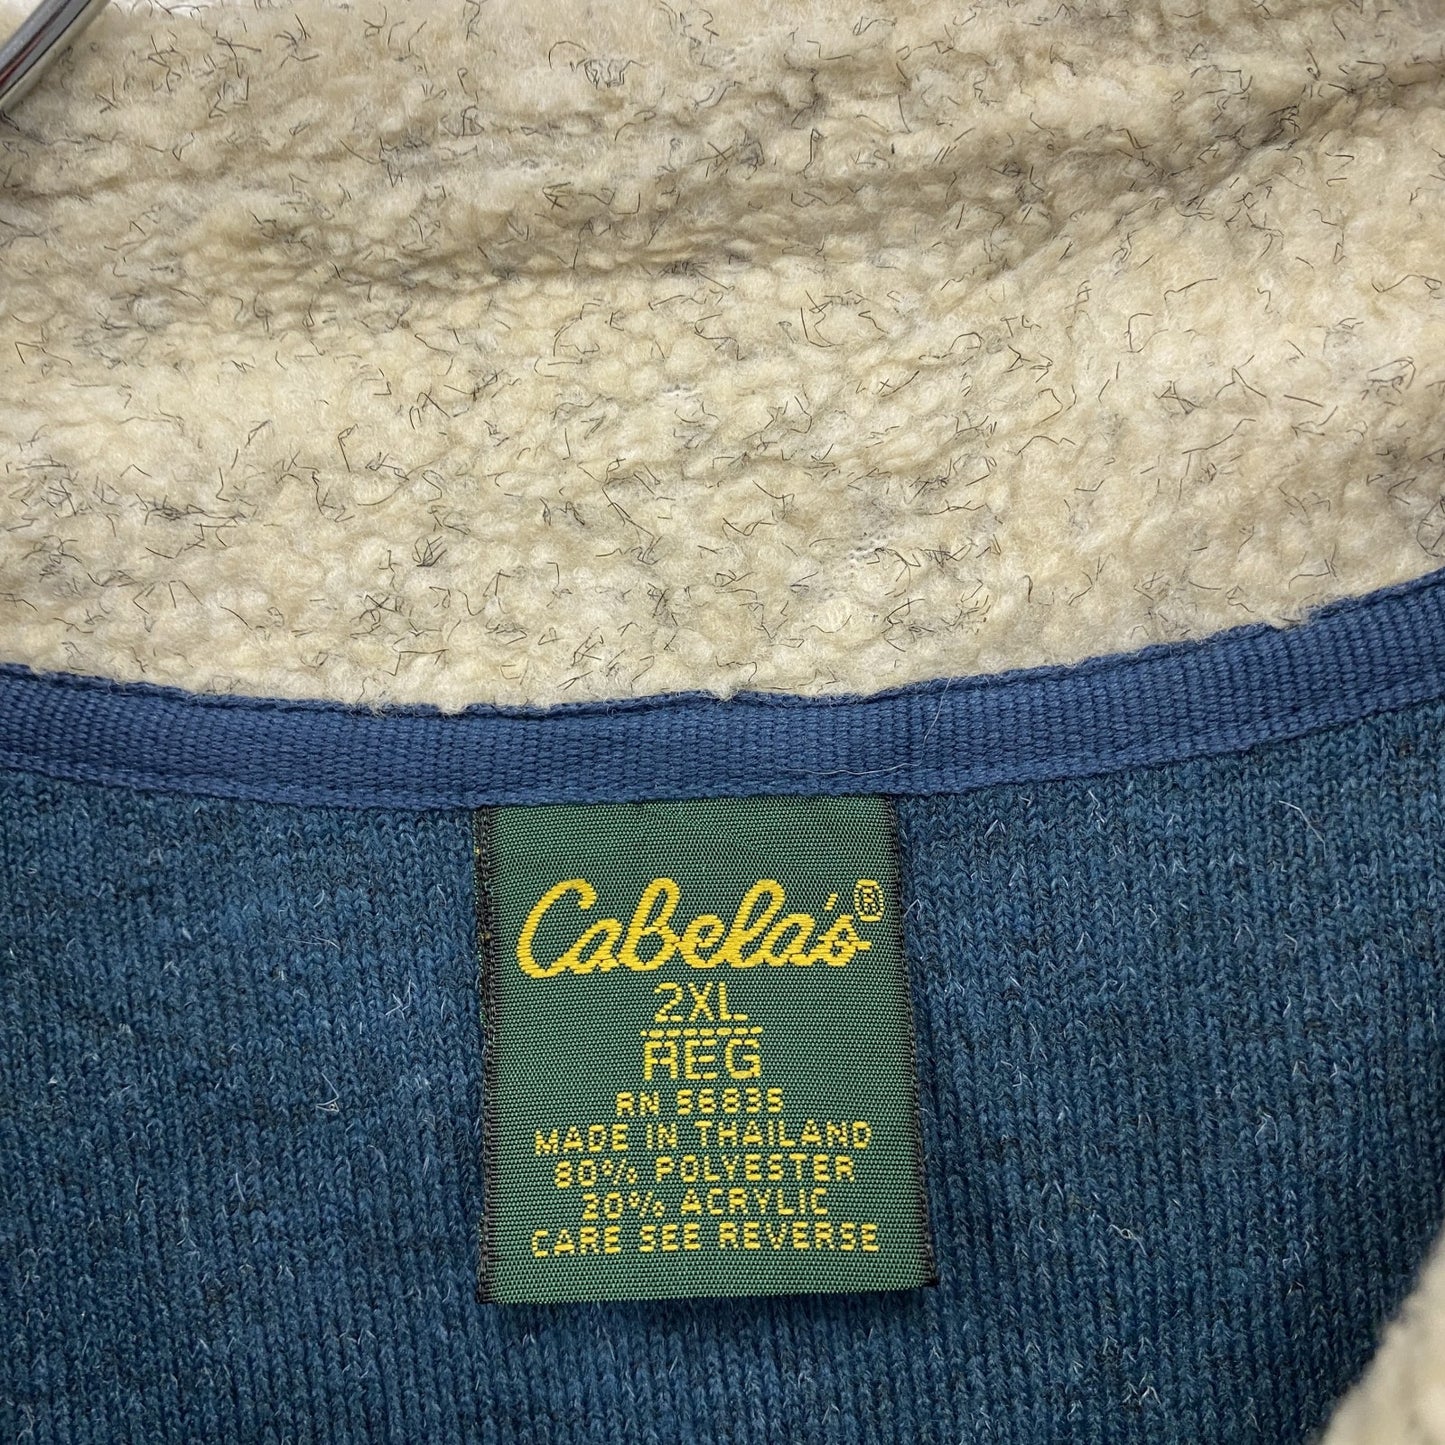 Cabela's®
2XL
REG
RN 56835
MADE IN THAILAND
80% POLYESTER
20% ACRYLIC
CARE SEE REVERSE